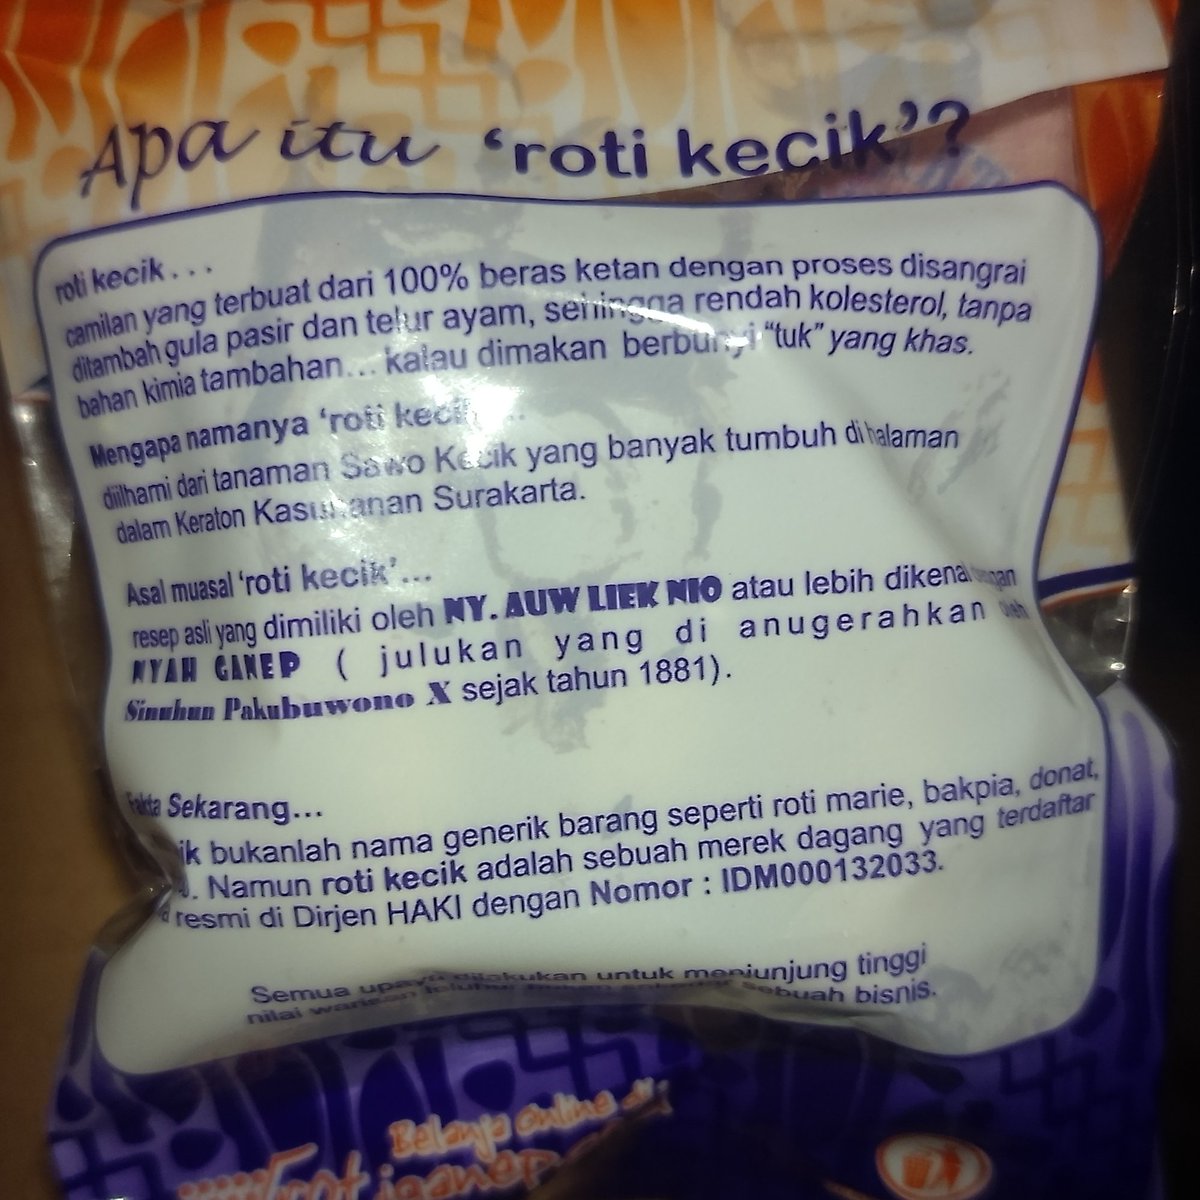 Apa itu 'roti kecik'?
roti kecik...
camilan yang terbuat dari 100% beras ketan dengan proses disangrai
ditambah gula pasir dan telur ayam, sehingga rendah kolesterol, tanpa
bahan kimia tambahan... kalau dimakan berbunyi "tuk" yang khas.
Mengapa namanya 'roti kecik
diilhami dari tanaman Sawo Kecik yang banyak tumbuh di halaman
dalam Keraton Kasuhanan Surakarta.
Asal muasal 'roti kecik'...
resep asli yang dimiliki oleh NY. AUW LIEK NIO atau lebih dikenal dengan
NYAH GANEP ( julukan yang di anugerahkan oleh
Sinuhun Pakubuwono X sejak tahun 1881).
Fakta Sekarang...
bukanlah nama generik barang seperti roti marie, bakpia, donat,
Namun roti kecik adalah sebuah merek dagang yang terdaftar
resmi di Dirjen HAKI dengan Nomor : IDM000132033.
Semua upaya dilakukan untuk menjunjung tinggi
nilai warisan leluhur sebuah bisnis.
Belanja online di: